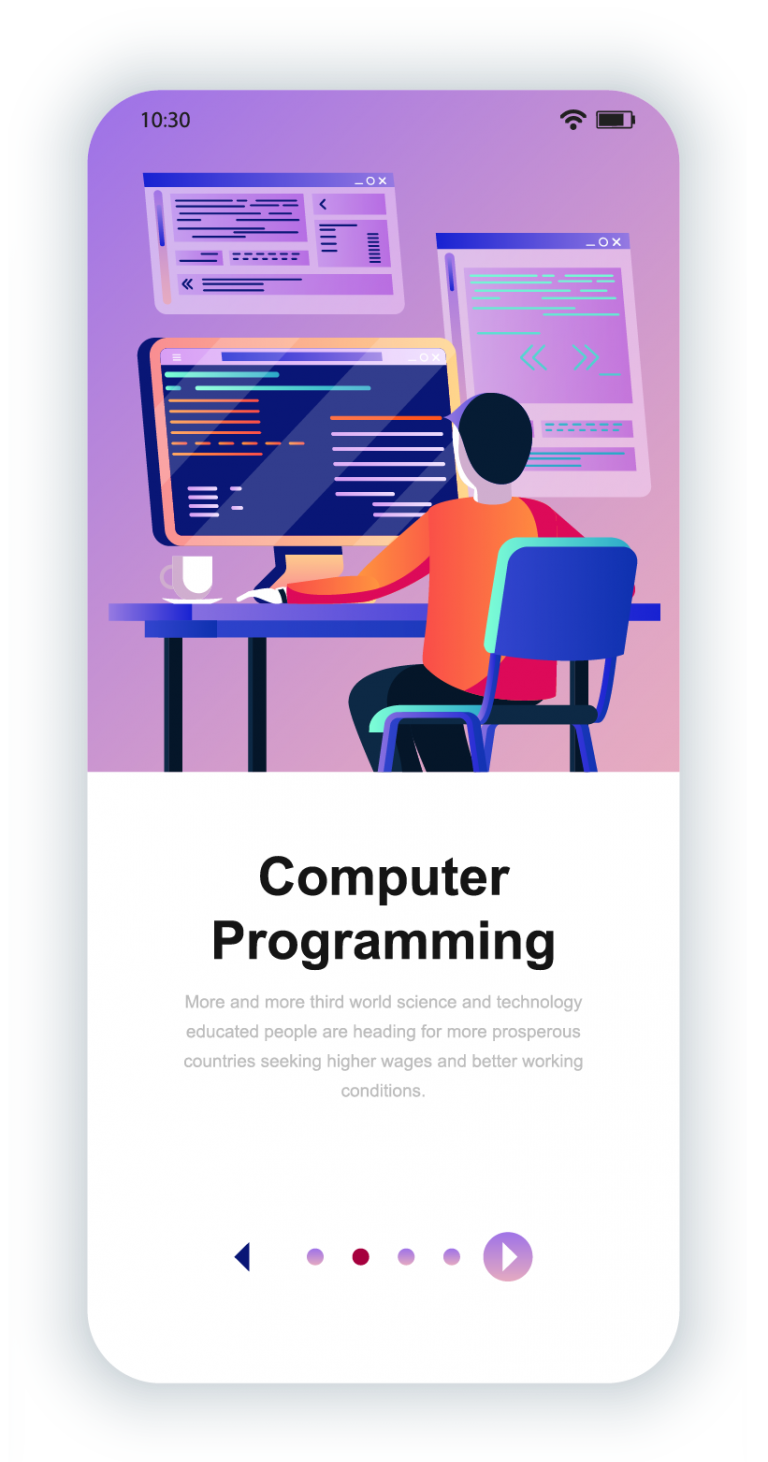 10:30
Computer
Programming
More and more third world science and technology
educated people are heading for more prosperous
countries seeking higher wages and better working
conditions.